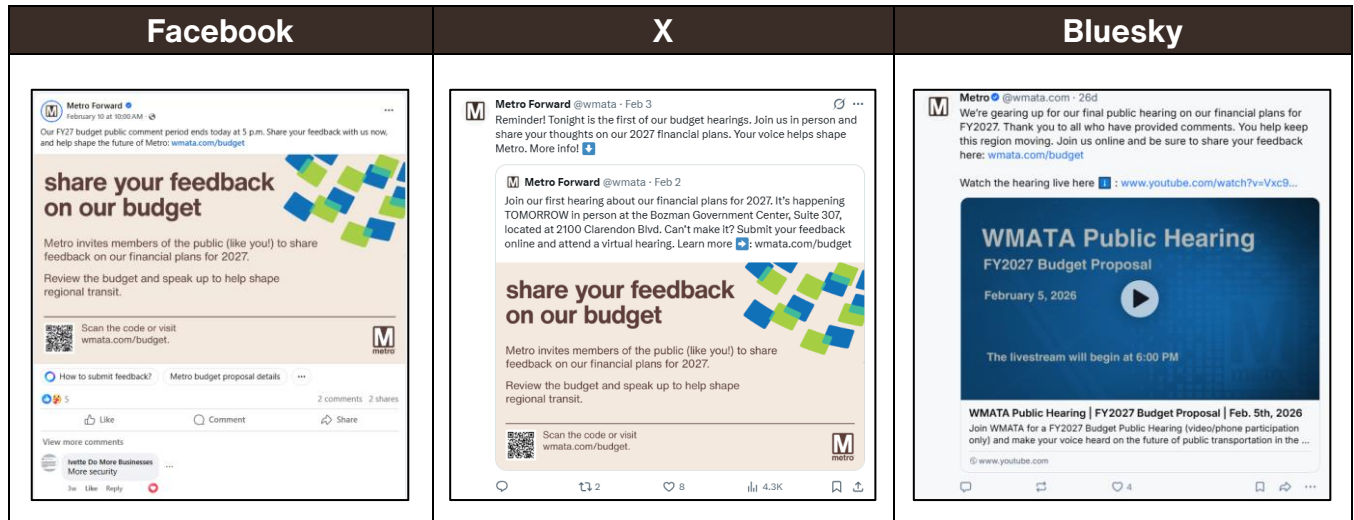 Facebook
X
Bluesky
Metro Forward
February 10 at 10:00 AM ·
Our FY27 budget public comment period ends today at 5 p.m. Share your feedback with us now,
and help shape the future of Metro: wmata.com/budget
share your feedback
on our budget
Metro invites members of the public (like you!) to share
feedback on our financial plans for 2027.
Review the budget and speak up to help shape
regional transit.
Scan the code or visit
wmata.com/budget.
M
metro
How to submit feedback?
Metro budget proposal details
...
5
2 comments 2 shares
Like
Comment
Share
View more comments
Ivette Do More Businesses
More security
3w Like Reply
Metro Forward @wmata · Feb 3
Reminder! Tonight is the first of our budget hearings. Join us in person and
share your thoughts on our 2027 financial plans. Your voice helps shape
Metro. More info! ⬇️
Metro Forward @wmata · Feb 2
Join our first hearing about our financial plans for 2027. It's happening
TOMORROW in person at the Bozman Government Center, Suite 307,
located at 2100 Clarendon Blvd. Can't make it? Submit your feedback
online and attend a virtual hearing. Learn more ➡️: wmata.com/budget
share your feedback
on our budget
Metro invites members of the public (like you!) to share
feedback on our financial plans for 2027.
Review the budget and speak up to help shape
regional transit.
Scan the code or visit
wmata.com/budget.
M
metro
2
8
4.3K
Metro @wmata.com · 26d
We're gearing up for our final public hearing on our financial plans for
FY2027. Thank you to all who have provided comments. You help keep
this region moving. Join us online and be sure to share your feedback
here: wmata.com/budget
Watch the hearing live here ⬇️ : www.youtube.com/watch?v=Vxc9...
WMATA Public Hearing
FY2027 Budget Proposal
February 5, 2026
The livestream will begin at 6:00 PM
WMATA Public Hearing | FY2027 Budget Proposal | Feb. 5th, 2026
Join WMATA for a FY2027 Budget Public Hearing (video/phone participation
only) and make your voice heard on the future of public transportation in the ...
www.youtube.com
4